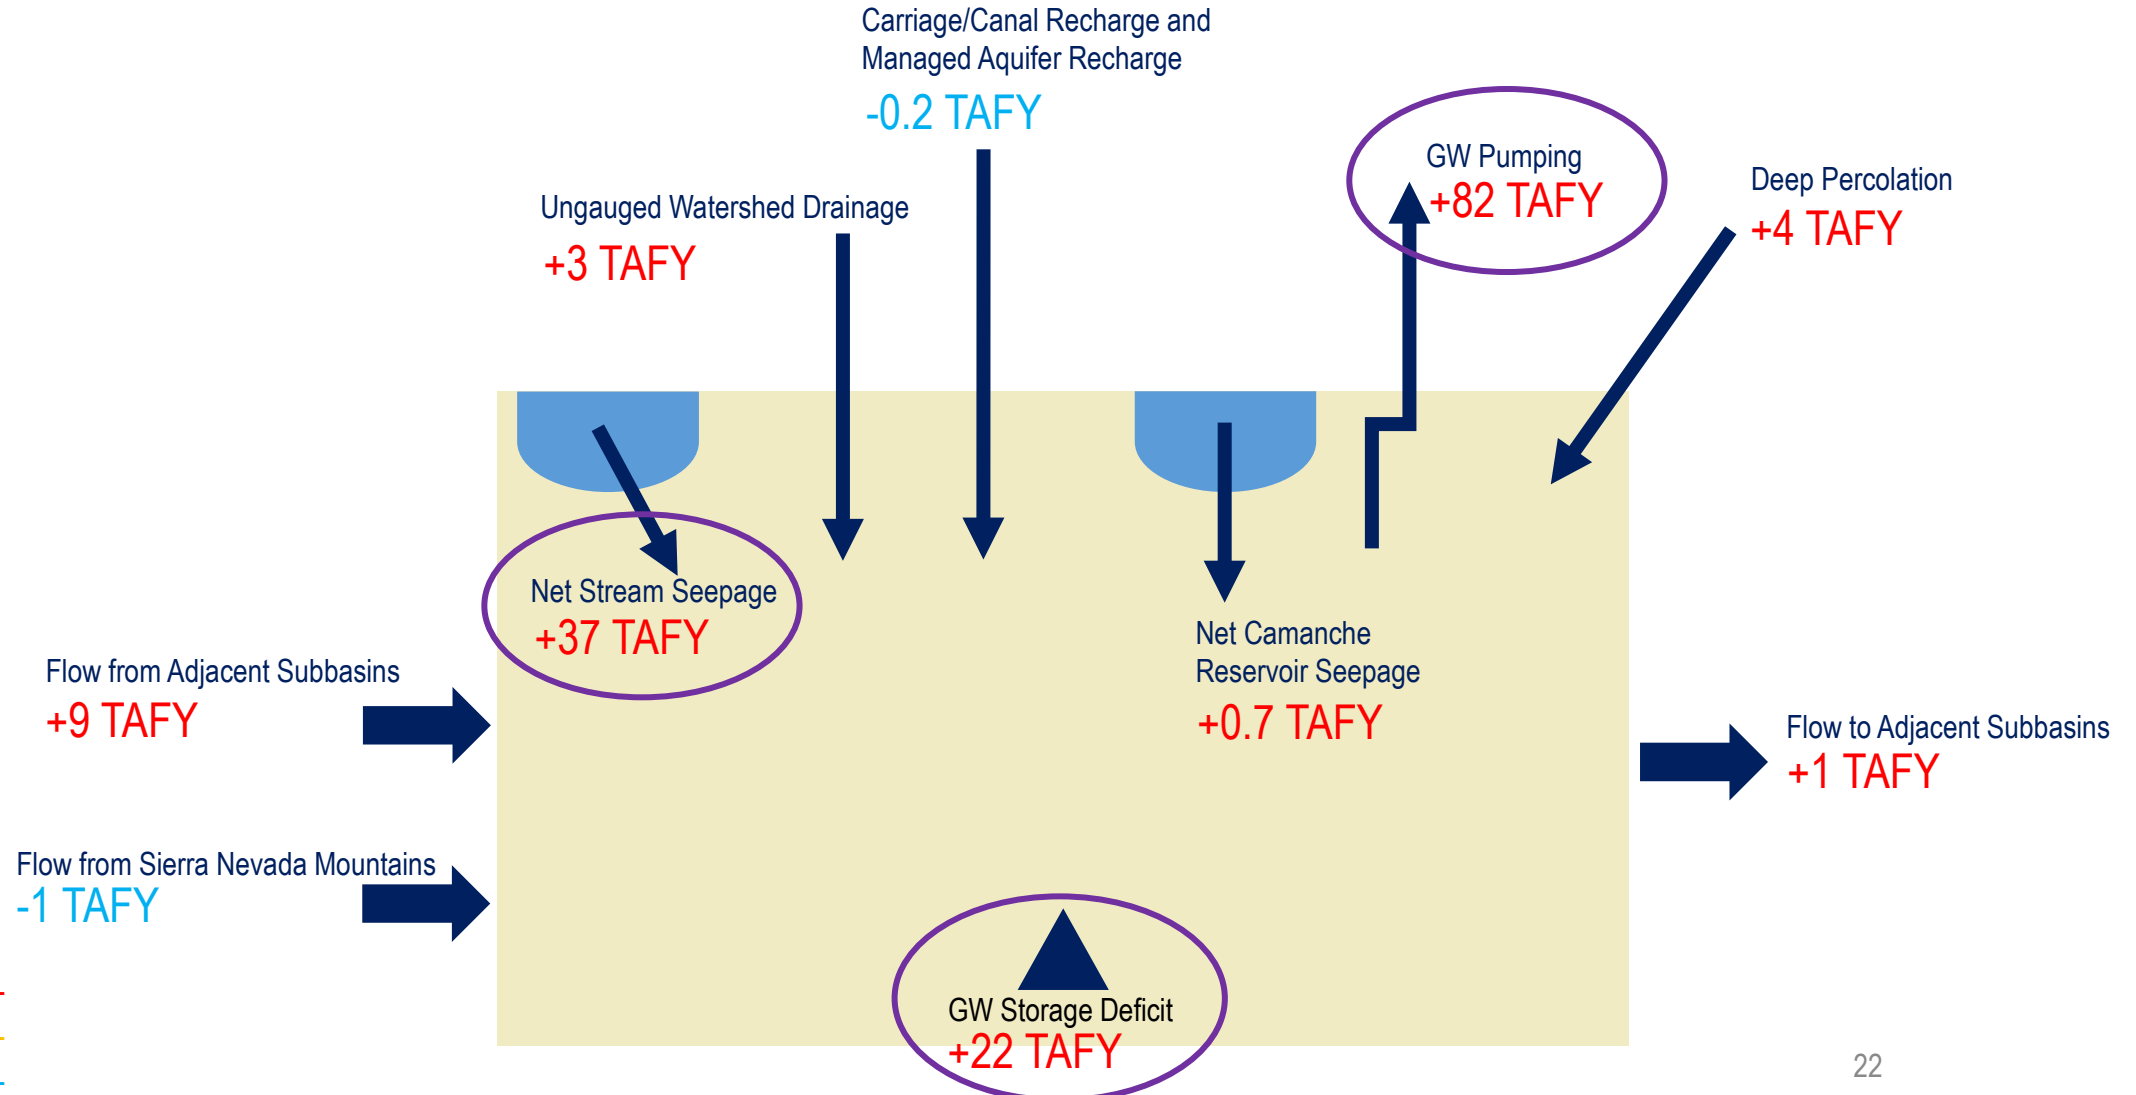 Carriage/Canal Recharge and
Managed Aquifer Recharge
-0.2 TAFY
GW Pumping
+82 TAFY
Deep Percolation
+4 TAFY
Ungauged Watershed Drainage
+3 TAFY
Net Stream Seepage
+37 TAFY
Net Camanche
Reservoir Seepage
+0.7 TAFY
Flow from Adjacent Subbasins
+9 TAFY
Flow to Adjacent Subbasins
+1 TAFY
Flow from Sierra Nevada Mountains
-1 TAFY
GW Storage Deficit
+22 TAFY
22